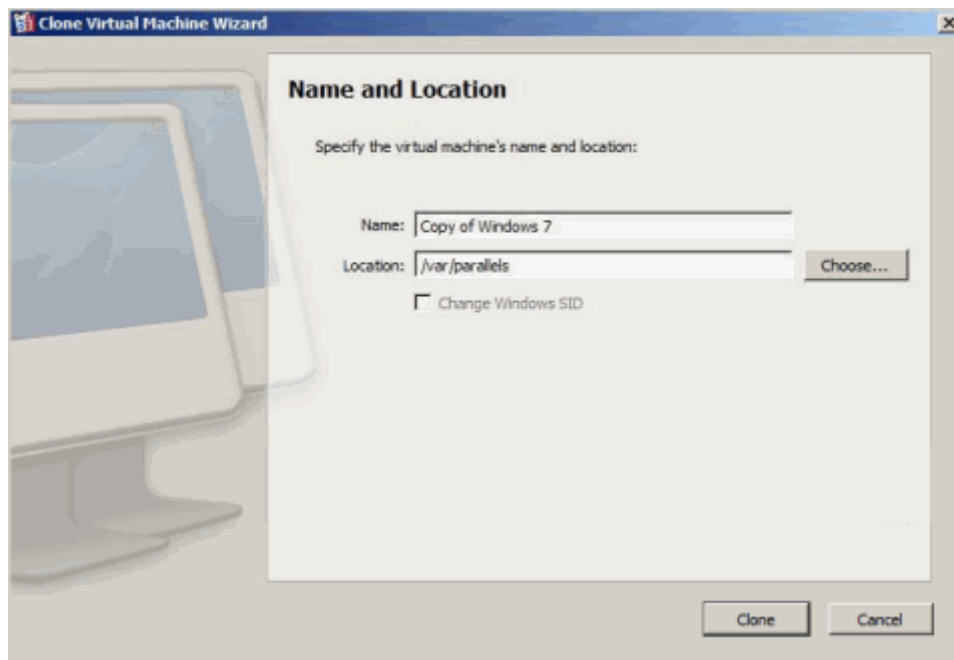 Clone Virtual Machine Wizard
Name and Location
Specify the virtual machine's name and location:
Name: Copy of Windows 7
Location: /var/parallels Choose...
Change Windows SID
Clone Cancel